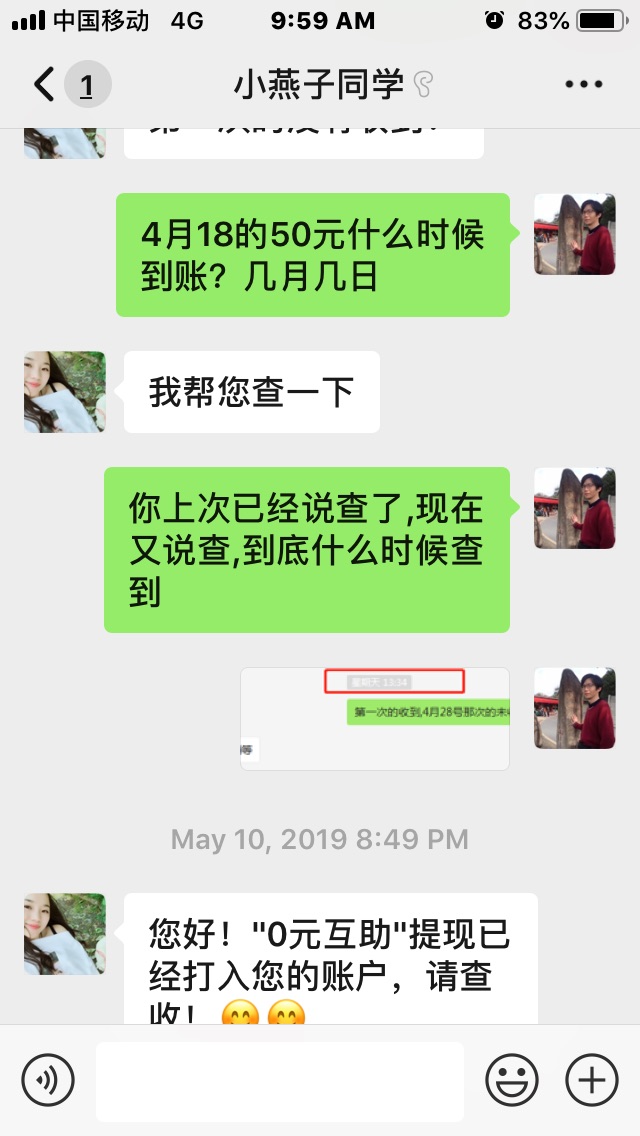 中国移动 4G 9:59 AM 83%
1 小燕子同学
4月18的50元什么时候
到账？几月几日
我帮您查一下
你上次已经说查了,现在
又说查,到底什么时候查
到
星期天 13:34
第一次的收到,4月28号那次的未
等
May 10, 2019 8:49 PM
您好！"0元互助"提现已
经打入您的账户，请查
收！😊😊